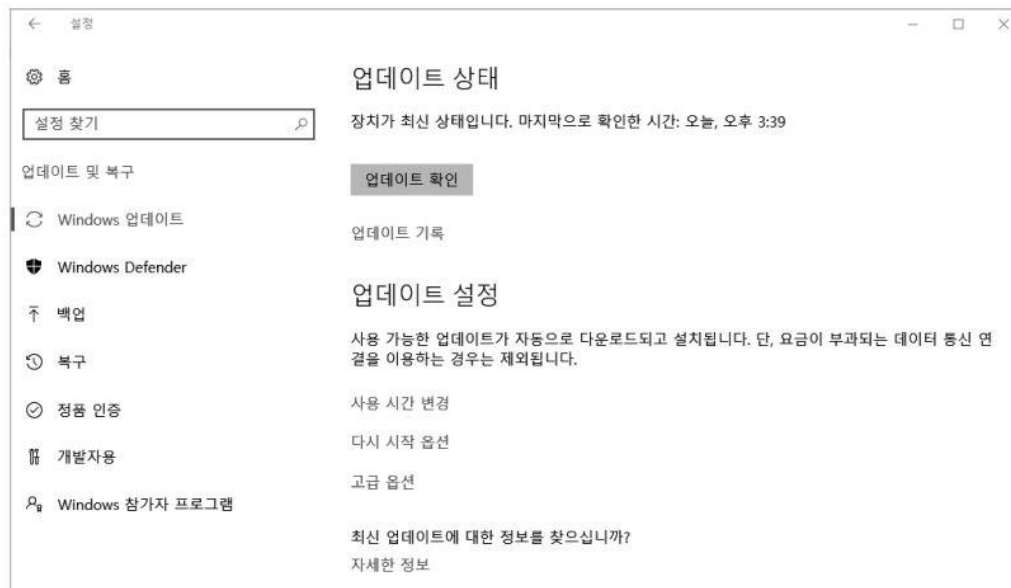 설정
홈
설정 찾기
업데이트 및 복구
Windows 업데이트
Windows Defender
백업
복구
정품 인증
개발자용
Windows 참가자 프로그램
업데이트 상태
장치가 최신 상태입니다. 마지막으로 확인한 시간: 오늘, 오후 3:39
업데이트 확인
업데이트 기록
업데이트 설정
사용 가능한 업데이트가 자동으로 다운로드되고 설치됩니다. 단, 요금이 부과되는 데이터 통신 연
결을 이용하는 경우는 제외됩니다.
사용 시간 변경
다시 시작 옵션
고급 옵션
최신 업데이트에 대한 정보를 찾으십니까?
자세한 정보